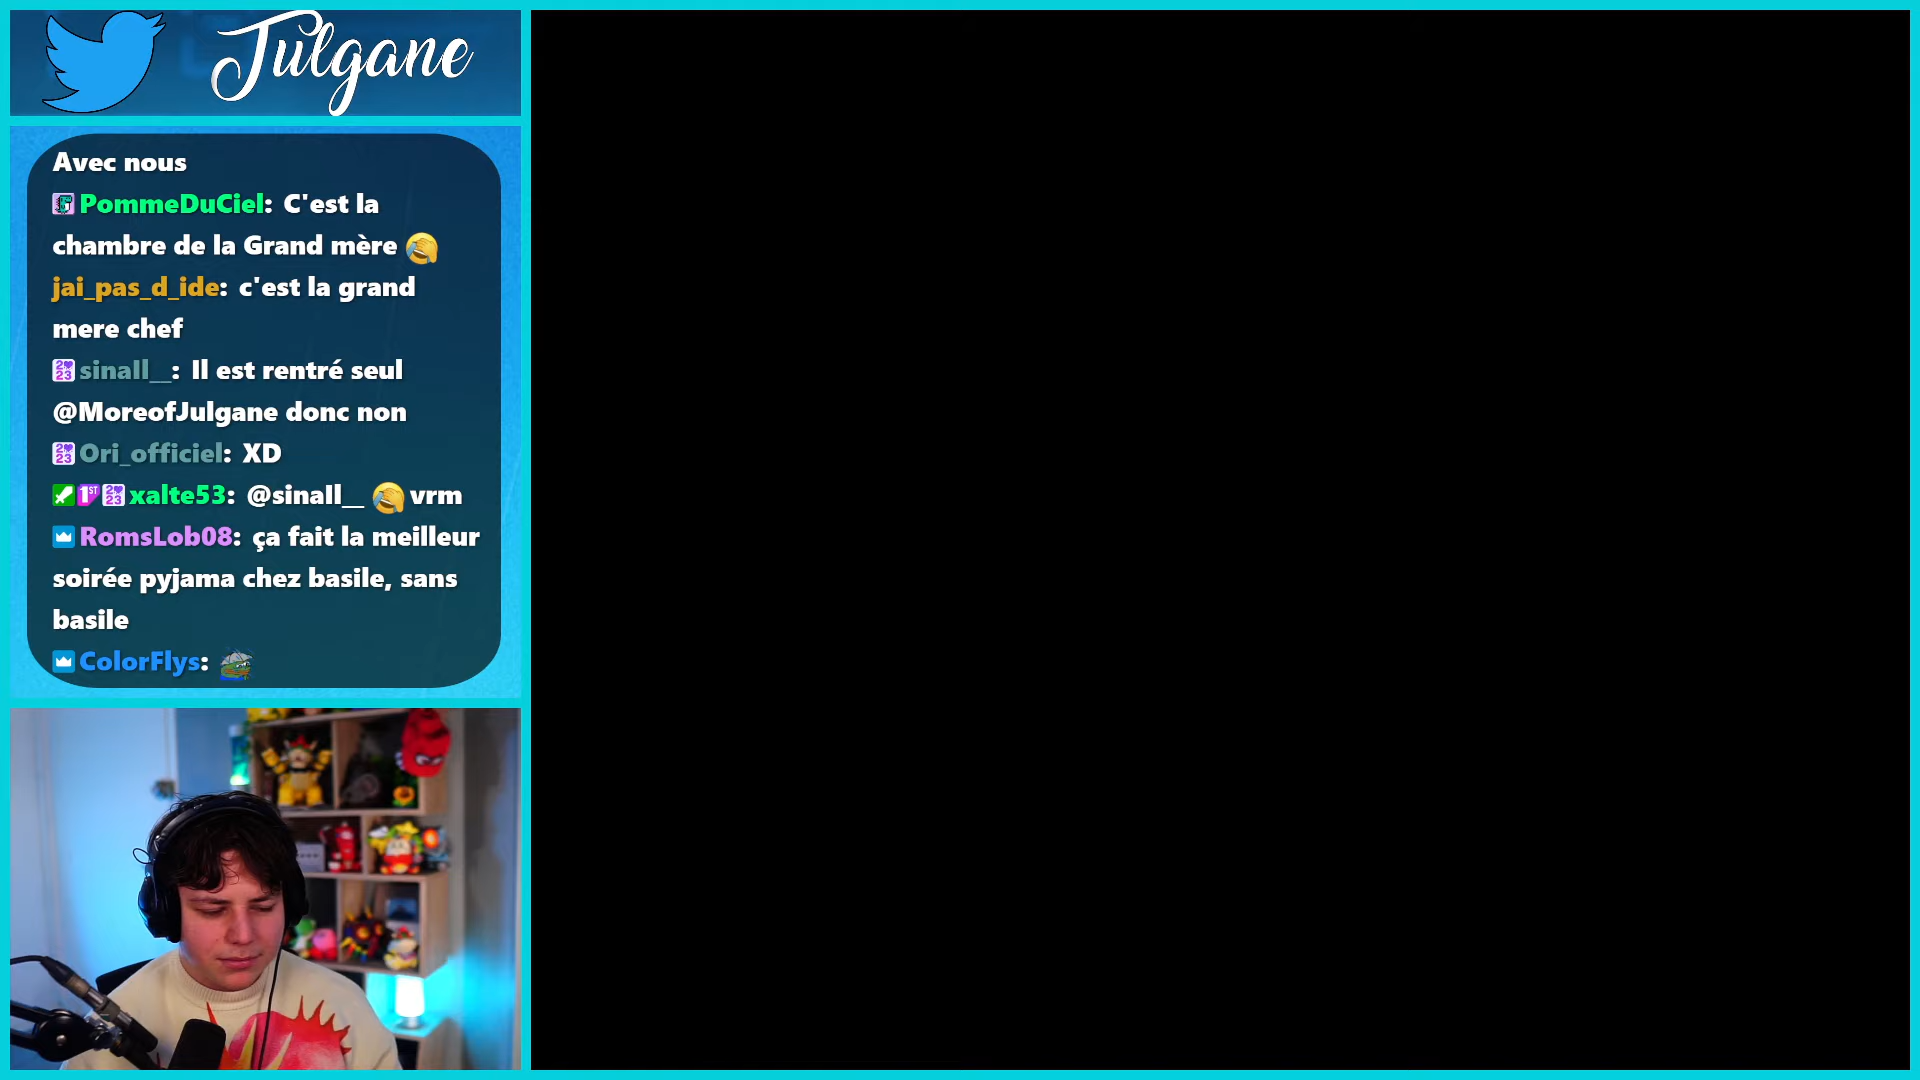 Julgane
Avec nous
PommeDuCiel: C'est la
chambre de la Grand mère
jai_pas_d_ide: c'est la grand
mere chef
sinall__: Il est rentré seul
@MoreofJulgane donc non
Ori_officiel: XD
xalte53: @sinall__ vrm
RomsLob08: ça fait la meilleur
soirée pyjama chez basile, sans
basile
ColorFlys: